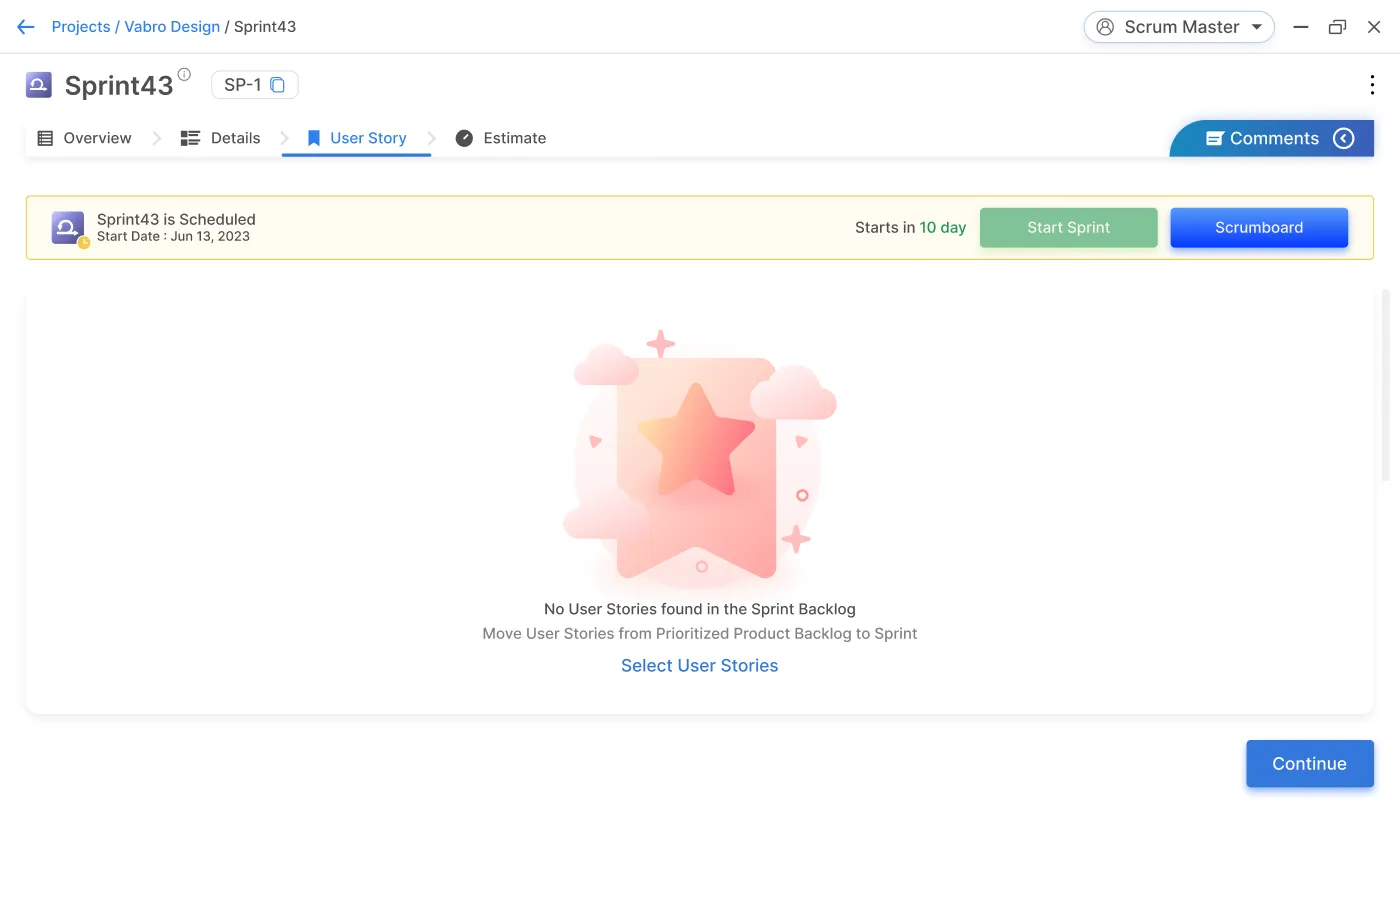 Projects / Vabro Design / Sprint43
Scrum Master
Sprint43
SP-1
Overview
Details
User Story
Estimate
Comments
Sprint43 is Scheduled
Start Date : Jun 13, 2023
Starts in 10 day
Start Sprint
Scrumboard
No User Stories found in the Sprint Backlog
Move User Stories from Prioritized Product Backlog to Sprint
Select User Stories
Continue